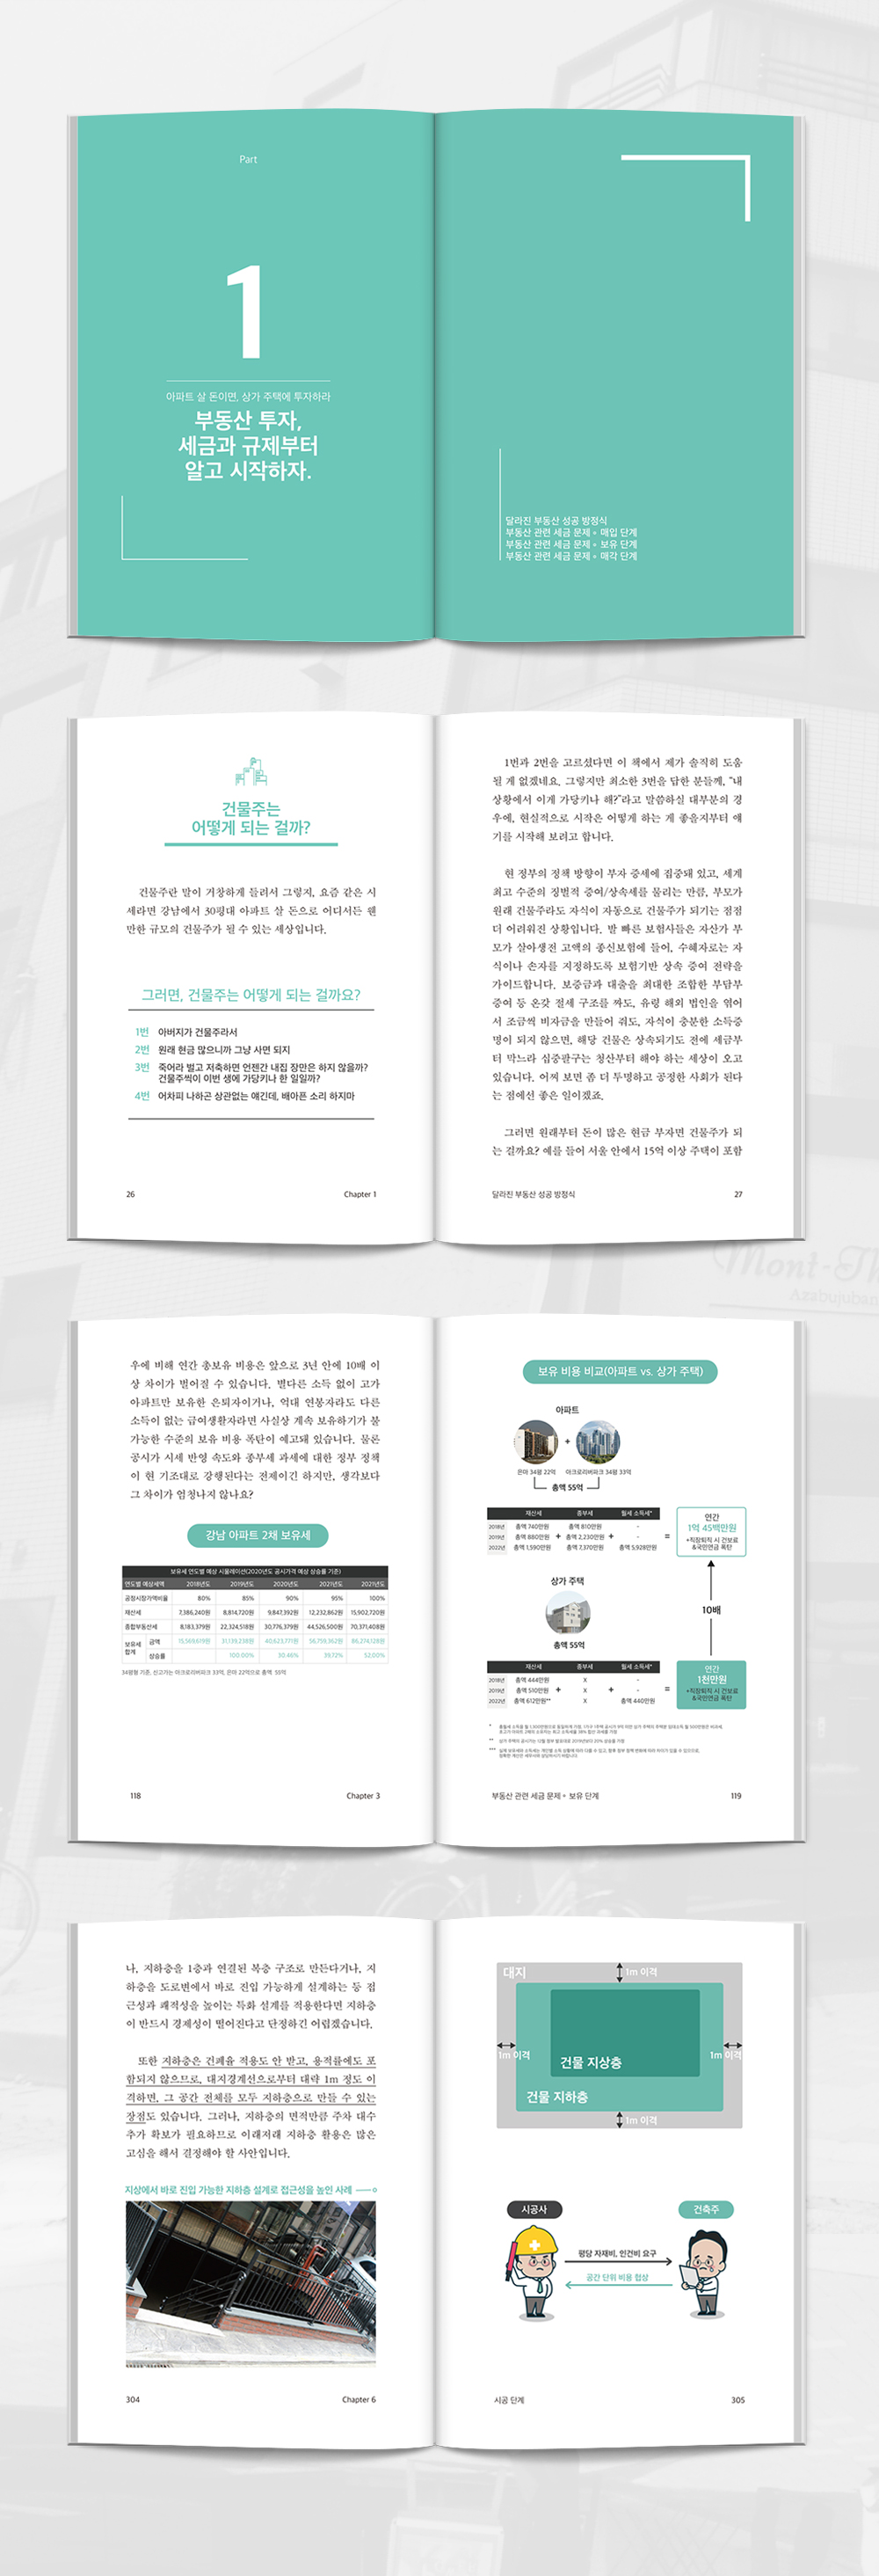 Part
1
아파트 살 돈이면, 상가 주택에 투자하라
부동산 투자,
세금과 규제부터
알고 시작하자.
달라진 부동산 성공 방정식
부동산 관련 세금 문제 • 매입 단계
부동산 관련 세금 문제 • 보유 단계
부동산 관련 세금 문제 • 매각 단계
건물주는
어떻게 되는 걸까?
건물주란 말이 거창하게 들려서 그렇지, 요즘 같은 시
세라면 강남에서 30평대 아파트 살 돈으로 어디서든 웬
만한 규모의 건물주가 될 수 있는 세상입니다.
그러면, 건물주는 어떻게 되는 걸까요?
1번 아버지가 건물주라서
2번 원래 현금 많으니까 그냥 사면 되지
3번 죽어라 벌고 저축하면 언젠간 내집 장만은 하지 않을까?
건물주씩이 이번 생에 가당키나 한 일일까?
4번 어차피 나하곤 상관없는 얘긴데, 배아픈 소리 하지마
26
Chapter 1
1번과 2번을 고르셨다면 이 책에서 제가 솔직히 도움
될 게 없겠네요. 그렇지만 최소한 3번을 답한 분들께, "내
상황에서 이게 가당키나 해?"라고 말씀하실 대부분의 경
우에, 현실적으로 시작은 어떻게 하는 게 좋을지부터 얘
기를 시작해 보려고 합니다.
현 정부의 정책 방향이 부자 증세에 집중돼 있고, 세계
최고 수준의 징벌적 증여/상속세를 물리는 만큼, 부모가
원래 건물주라도 자식이 자동으로 건물주가 되기는 점점
더 어려워진 상황입니다. 발 빠른 보험사들은 자산가 부
모가 살아생전 고액의 종신보험에 들어, 수혜자로는 자
식이나 손자를 지정하도록 보험기반 상속 증여 전략을
가이드합니다. 보증금과 대출을 최대한 조합한 부담부
증여 등 온갖 절세 구조를 짜도, 유령 해외 법인을 엮어
서 조금씩 비자금을 만들어 줘도, 자식이 충분한 소득증
명이 되지 않으면, 해당 건물은 상속되기도 전에 세금부
터 막느라 십중팔구는 청산부터 해야 하는 세상이 오고
있습니다. 어찌 보면 좀 더 투명하고 공정한 사회가 된다
는 점에선 좋은 일이겠죠.
그러면 원래부터 돈이 많은 현금 부자면 건물주가 되
는 걸까요? 예를 들어 서울 안에서 15억 이상 주택이 포함
달라진 부동산 성공 방정식
27
우에 비해 연간 총보유 비용은 앞으로 3년 안에 10배 이
상 차이가 벌어질 수 있습니다. 별다른 소득 없이 고가
아파트만 보유한 은퇴자이거나, 억대 연봉자라도 다른
소득이 없는 급여생활자라면 사실상 계속 보유하기가 불
가능한 수준의 보유 비용 폭탄이 예고돼 있습니다. 물론
공시가 시세 반영 속도와 종부세 과세에 대한 정부 정책
이 현 기조대로 강행된다는 전제이긴 하지만, 생각보다
그 차이가 엄청나지 않나요?
강남 아파트 2채 보유세
보유세 연도별 예상 시뮬레이션(2020년도 공시가격 예상 상승률 기준)
연도별 예상세액 2018년도 2019년도 2020년도 2021년도 2021년도
공정시장가액비율 80% 85% 90% 95% 100%
재산세 7,386,240원 8,814,720원 9,847,392원 12,232,862원 15,902,720원
종합부동산세 8,183,379원 22,324,518원 30,776,379원 44,526,500원 70,371,408원
보유세 합계 금액 15,569,619원 31,139,238원 40,623,771원 56,759,362원 86,274,128원
상승률 100.00% 30.46% 39.72% 52.00%
34평형 기준, 신고가는 아크로리버파크 33억, 은마 22억으로 총액 55억
118
Chapter 3
보유 비용 비교(아파트 vs. 상가 주택)
아파트
+
은마 34평 22억 아크로리버파크 34평 33억
총액 55억
재산세 종부세 월세 소득세*
2018년 총액 740만원 총액 810만원 -
2019년 총액 880만원 + 총액 2,230만원 + - =
2022년 총액 1,590만원 총액 7,370만원 총액 5,928만원
연간
1억 45백만원
+직장퇴직 시 건보료
&국민연금 폭탄
10배
상가 주택
총액 55억
재산세 종부세 월세 소득세*
2018년 총액 444만원 X -
2019년 총액 510만원 + X + - =
2022년 총액 612만원** X 총액 440만원
연간
1천만원
+직장퇴직 시 건보료
&국민연금 폭탄
부동산 관련 세금 문제 • 보유 단계
119
나, 지하층을 1층과 연결된 복층 구조로 만든다거나, 지
하층을 도로변에서 바로 진입 가능하게 설계하는 등 접
근성과 쾌적성을 높이는 특화 설계를 적용한다면 지하층
이 반드시 경제성이 떨어진다고 단정하긴 어렵겠습니다.
또한 지하층은 건폐율 적용도 안 받고, 용적률에도 포
함되지 않으므로, 대지경계선으로부터 대략 1m 정도 이
격하면, 그 공간 전체를 모두 지하층으로 만들 수 있는
장점도 있습니다. 그러나, 지하층의 면적만큼 주차 대수
추가 확보가 필요하므로 이래저래 지하층 활용은 많은
고심을 해서 결정해야 할 사안입니다.
지상에서 바로 진입 가능한 지하층 설계로 접근성을 높인 사례
304
Chapter 6
대지
1m 이격
1m 이격
1m 이격
건물 지상층
건물 지하층
1m 이격
시공사
건축주
평당 자재비, 인건비 요구
공간 단위 비용 협상
시공 단계
305
Mont-Th
Azabujuban